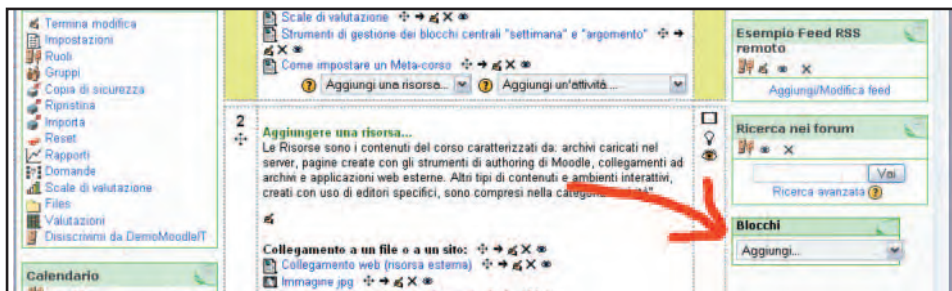 Termina modifica
Impostazioni
Ruoli
Gruppi
Copia di sicurezza
Ripristina
Importa
Reset
Rapporti
Domande
Scale di valutazione
Files
Valutazioni
Disiscrivimi da DemoMoodleIT
Calendario
Scale di valutazione
Strumenti di gestione dei blocchi centrali "settimana" e "argomento"
Come impostare un Meta-corso
Aggiungi una risorsa... Aggiungi un'attività...
2
Aggiungere una risorsa...
Le Risorse sono i contenuti del corso caratterizzati da: archivi caricati nel
server, pagine create con gli strumenti di authoring di Moodle, collegamenti ad
archivi e applicazioni web esterne. Altri tipi di contenuti e ambienti interattivi,
creati con uso di editori specifici, sono compresi nella
Collegamento a un file o a un sito:
Collegamento web (risorsa esterna)
Immagine jpg
Esempio Feed RSS
remoto
Aggiungi/Modifica feed
Ricerca nei forum
Vai
Ricerca avanzata
Blocchi
Aggiungi...